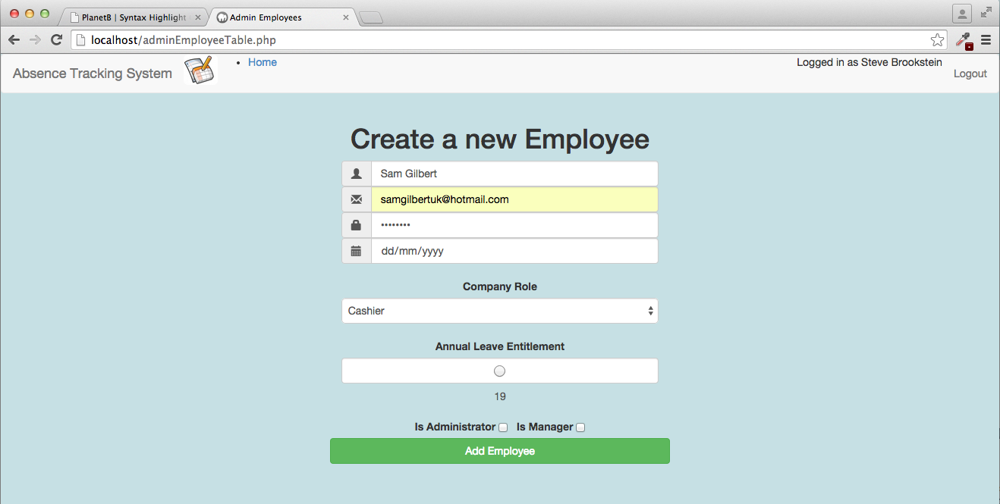 PlanetB | Syntax Highlight
Admin Employees
localhost/adminEmployeeTable.php
Absence Tracking System
• Home
Logged in as Steve Brookstein
Logout
Create a new Employee
Sam Gilbert
samgilbertuk@hotmail.com
••••••••
dd/mm/yyyy
Company Role
Cashier
Annual Leave Entitlement
19
Is Administrator Is Manager
Add Employee